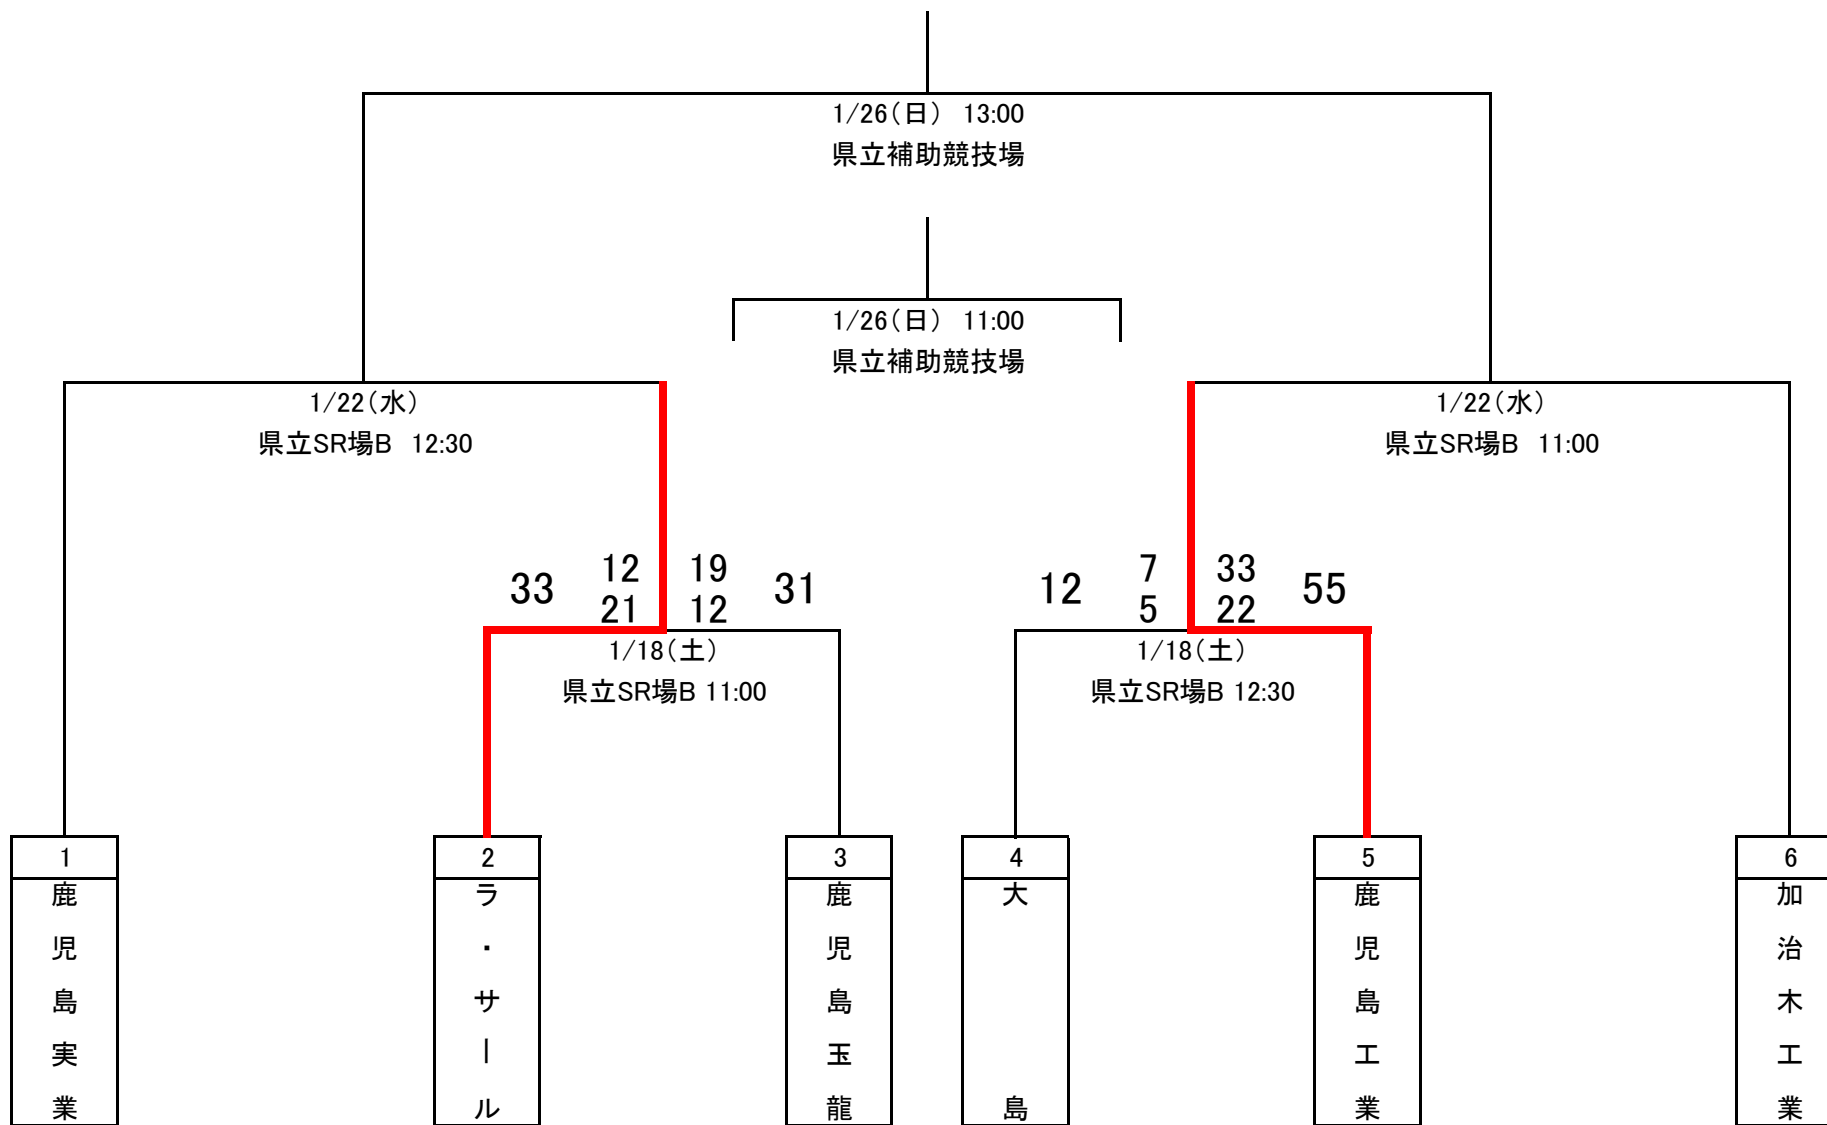 1/26(日) 13:00
県立補助競技場
1/26(日) 11:00
県立補助競技場
1/22(水)
県立SR場B 12:30
1/22(水)
県立SR場B 11:00
33 12 19 31
21 12
12 7 33 55
5 22
1/18(土)
県立SR場B 11:00
1/18(土)
県立SR場B 12:30
1
鹿児島実業
2
ラ・サール
3
鹿児島玉龍
4
大島
5
鹿児島工業
6
加治木工業